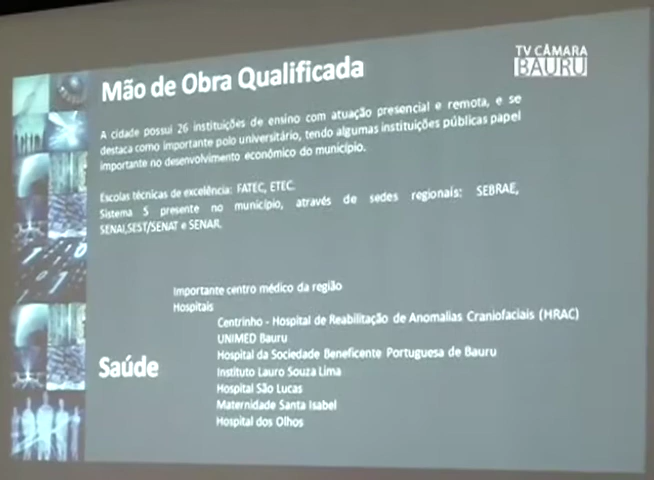 TV CÂMARA
BAURU
Mão de Obra Qualificada
A cidade possui 26 instituições de ensino com atuação presencial e remota, e se
destaca como importante polo universitário, tendo algumas instituições públicas papel
importante no desenvolvimento econômico do município.
Escolas técnicas de excelência: FATEC, ETEC.
Sistema S presente no município, através de sedes regionais: SEBRAE,
SENAI,SEST/SENAT e SENAR.
Importante centro médico da região
Hospitais
Centrinho - Hospital de Reabilitação de Anomalias Craniofaciais (HRAC)
UNIMED Bauru
Hospital da Sociedade Beneficente Portuguesa de Bauru
Saúde
Instituto Lauro Souza Lima
Hospital São Lucas
Maternidade Santa Isabel
Hospital dos Olhos